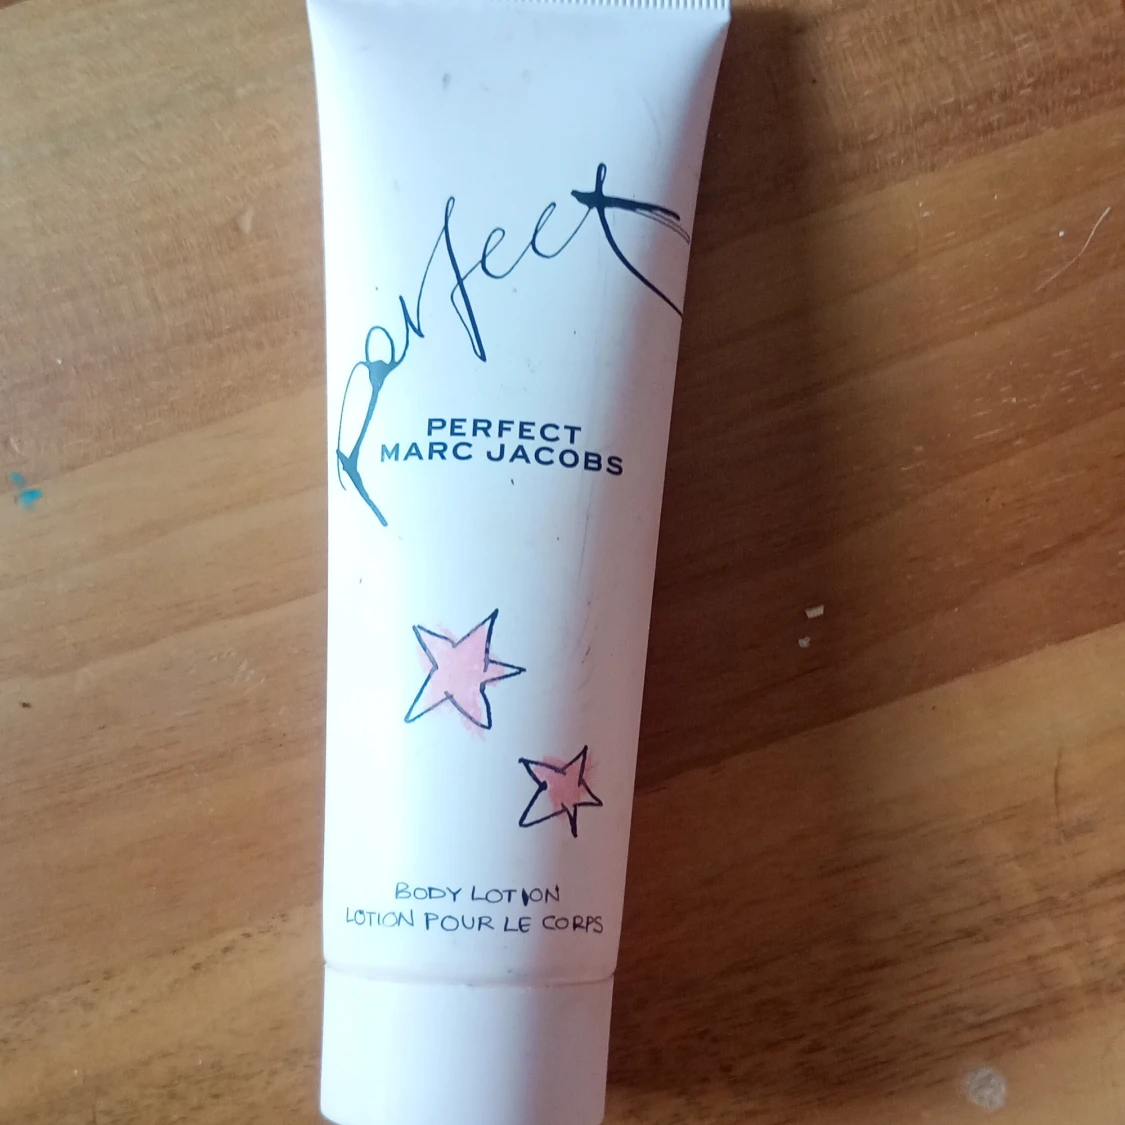 Perfect
PERFECT
MARC JACOBS
BODY LOTION
LOTION POUR LE CORPS